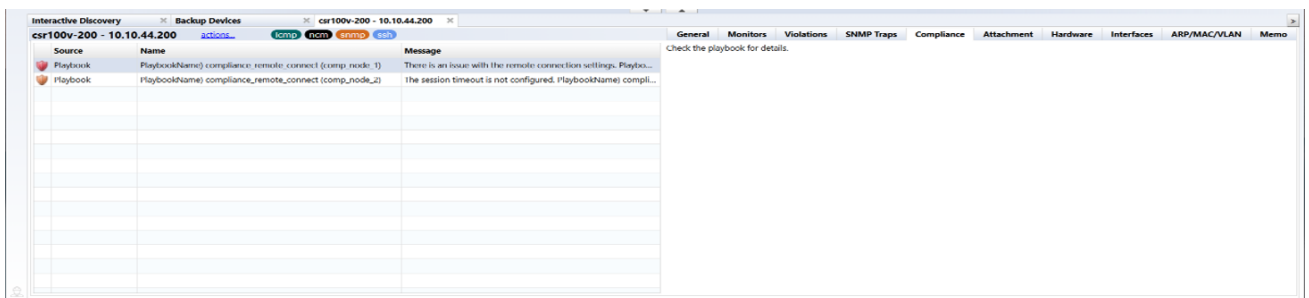 Interactive Discovery Backup Devices csr100v-200 - 10.10.44.200
csr100v-200 - 10.10.44.200 actions... icmp ncm snmp ssh General Monitors Violations SNMP Traps Compliance Attachment Hardware Interfaces ARP/MAC/VLAN Memo
Source Name Message Check the playbook for details.
Playbook PlaybookName) compliance_remote_connect (comp_node_1) There is an issue with the remote connection settings. Playbo...
Playbook PlaybookName) compliance_remote_connect (comp_node_2) The session timeout is not configured. PlaybookName) compli...